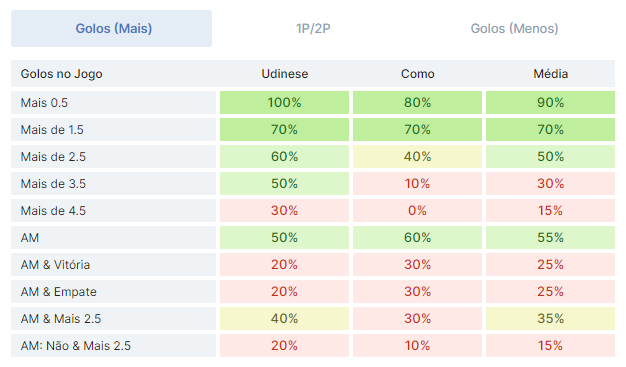 Golos (Mais) 1P/2P Golos (Menos)
Golos no Jogo Udinese Como Média
Mais 0.5 100% 80% 90%
Mais de 1.5 70% 70% 70%
Mais de 2.5 60% 40% 50%
Mais de 3.5 50% 10% 30%
Mais de 4.5 30% 0% 15%
AM 50% 60% 55%
AM & Vitória 20% 30% 25%
AM & Empate 20% 30% 25%
AM & Mais 2.5 40% 30% 35%
AM: Não & Mais 2.5 20% 10% 15%